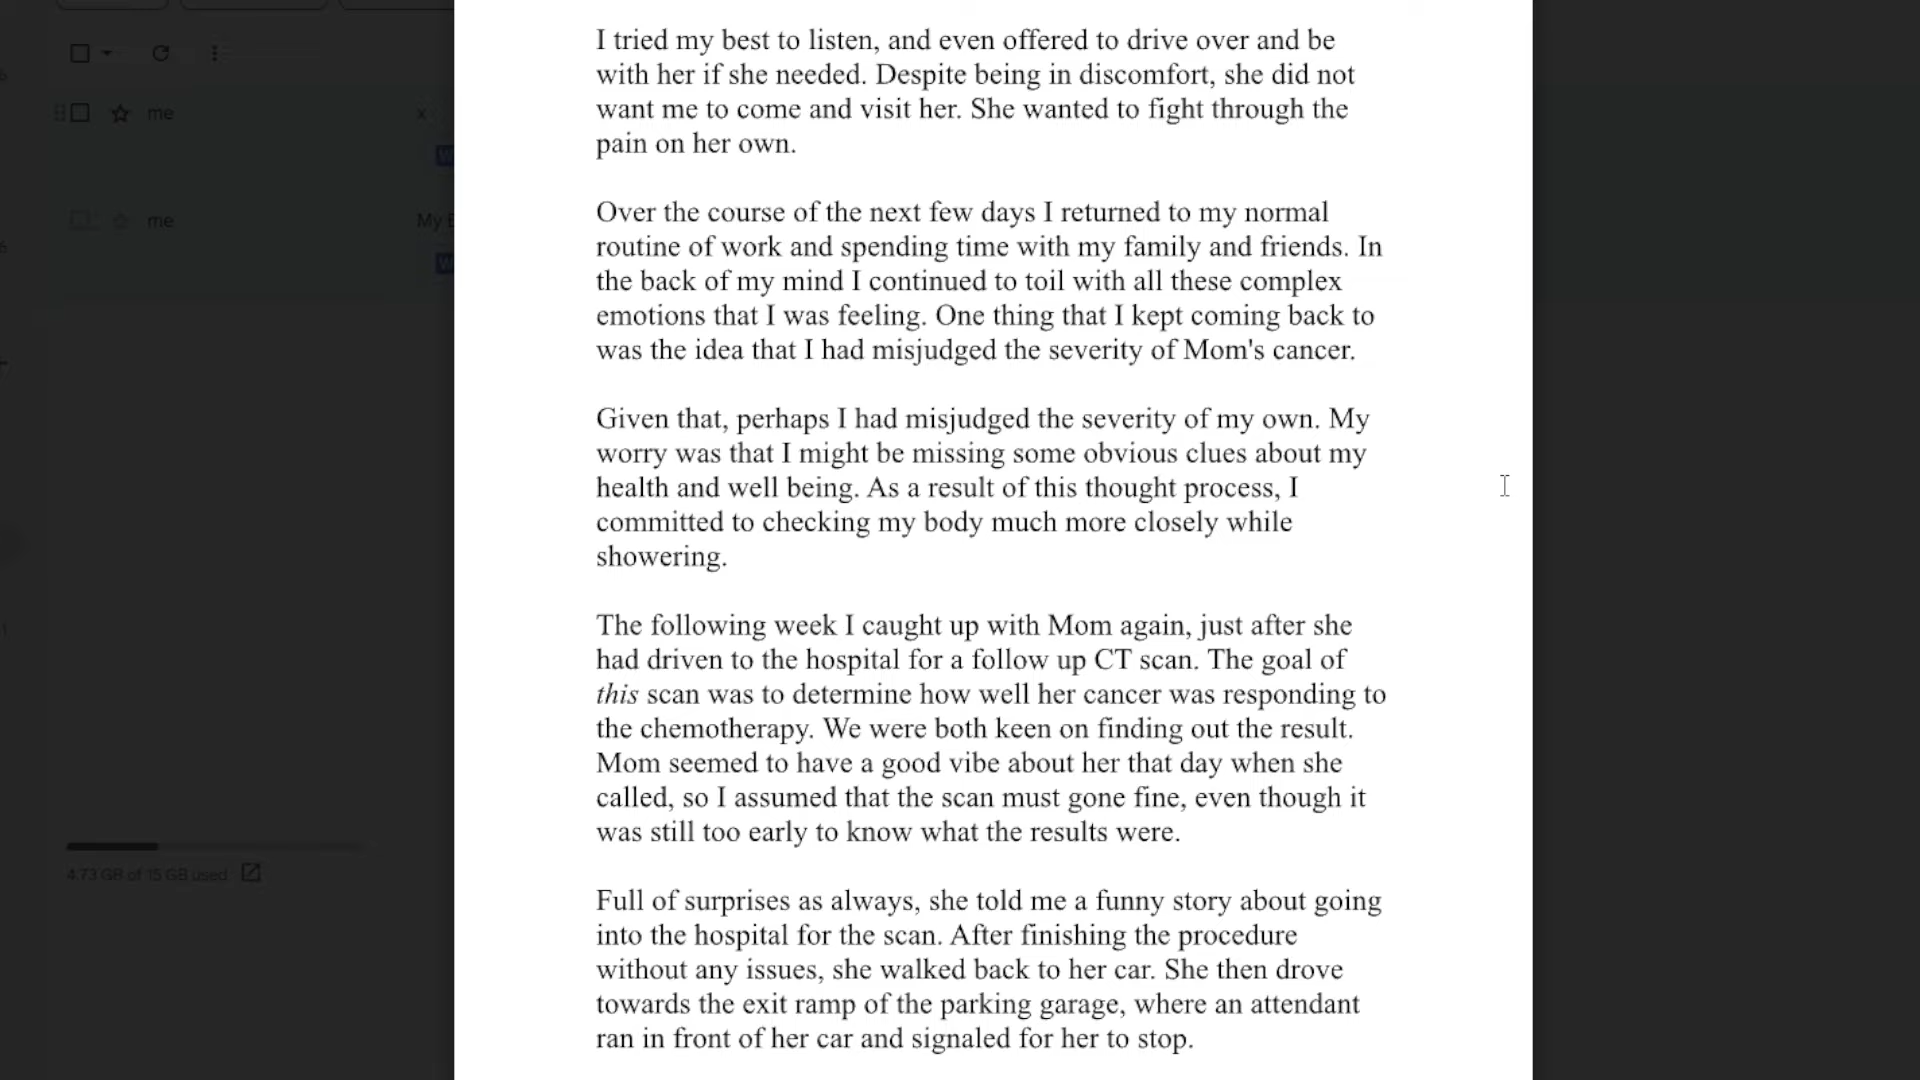 I tried my best to listen, and even offered to drive over and be
with her if she needed. Despite being in discomfort, she did not
want me to come and visit her. She wanted to fight through the
pain on her own.
Over the course of the next few days I returned to my normal
routine of work and spending time with my family and friends. In
the back of my mind I continued to toil with all these complex
emotions that I was feeling. One thing that I kept coming back to
was the idea that I had misjudged the severity of Mom's cancer.
Given that, perhaps I had misjudged the severity of my own. My
worry was that I might be missing some obvious clues about my
health and well being. As a result of this thought process, I
committed to checking my body much more closely while
showering.
The following week I caught up with Mom again, just after she
had driven to the hospital for a follow up CT scan. The goal of
this scan was to determine how well her cancer was responding to
the chemotherapy. We were both keen on finding out the result.
Mom seemed to have a good vibe about her that day when she
called, so I assumed that the scan must gone fine, even though it
was still too early to know what the results were.
Full of surprises as always, she told me a funny story about going
into the hospital for the scan. After finishing the procedure
without any issues, she walked back to her car. She then drove
towards the exit ramp of the parking garage, where an attendant
ran in front of her car and signaled for her to stop.
me
me
My
4.73 GB of 15 GB used